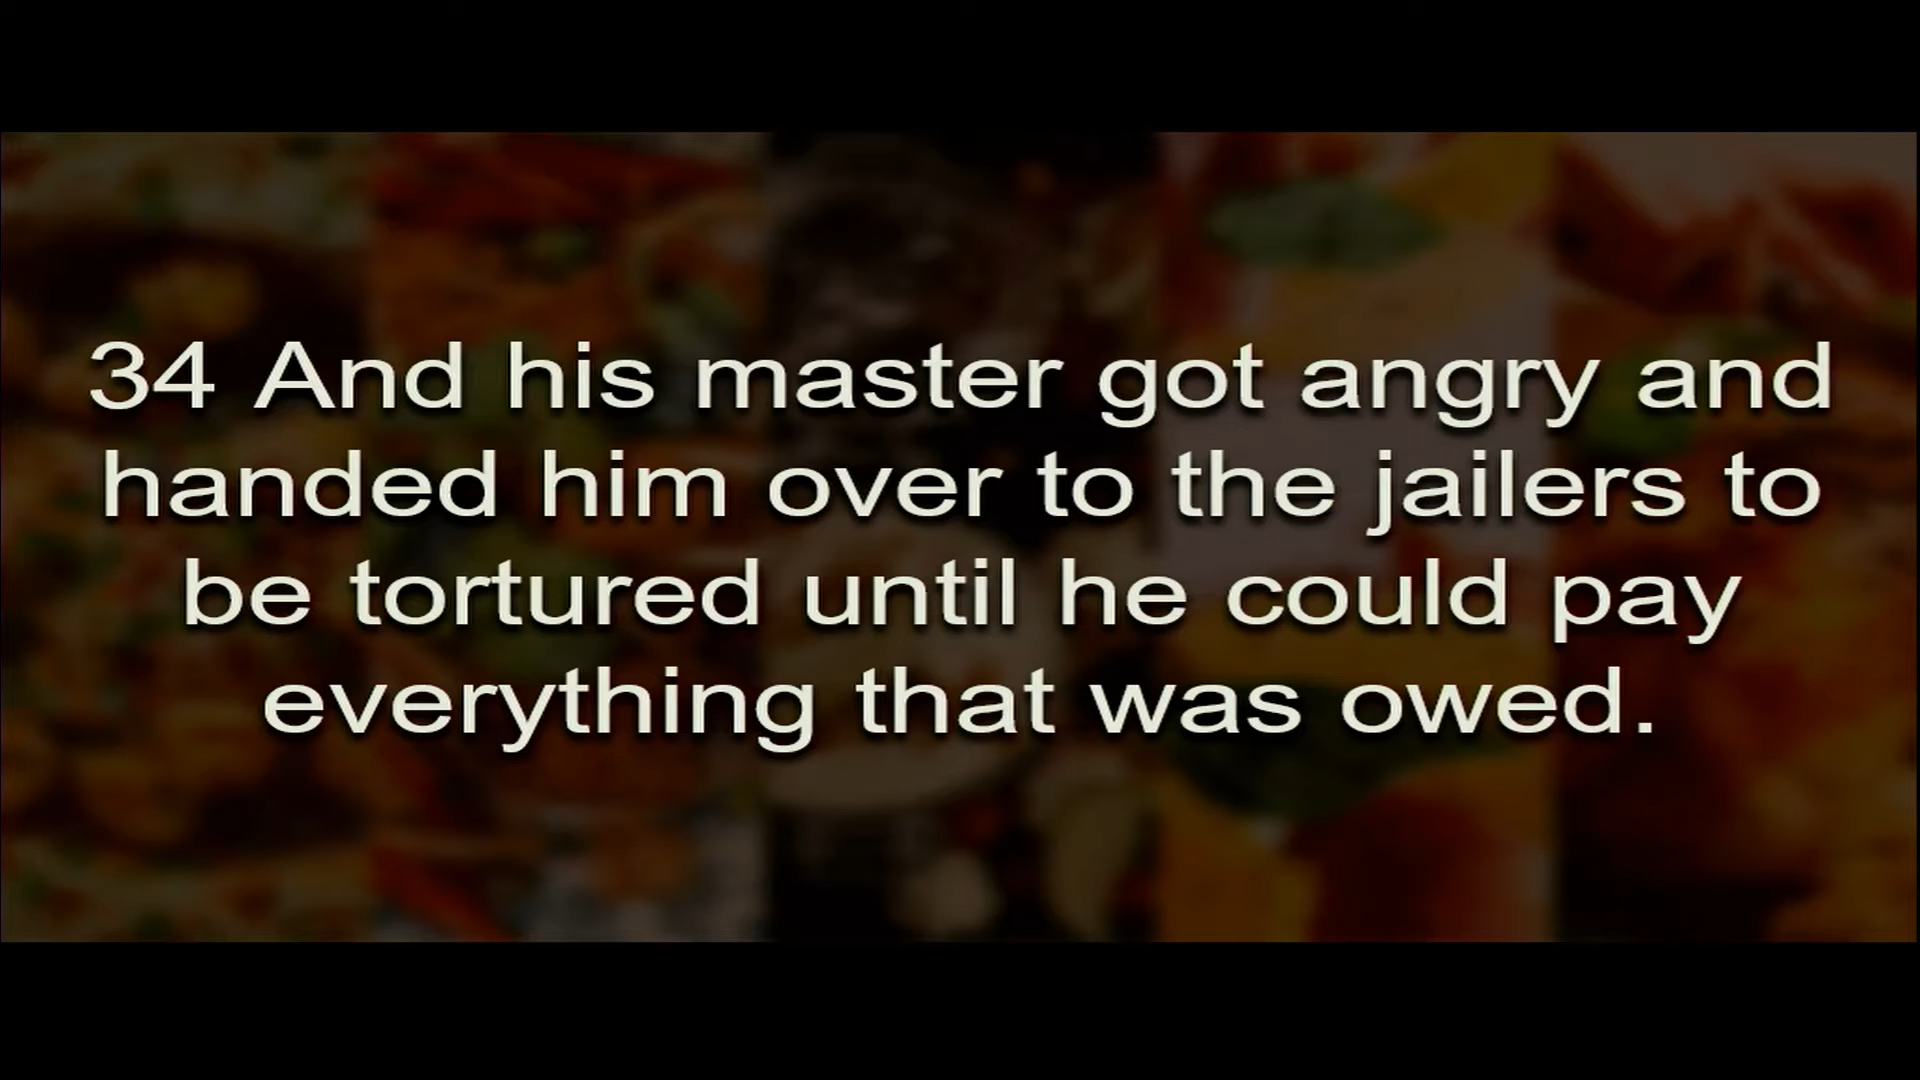 34 And his master got angry and
handed him over to the jailers to
be tortured until he could pay
everything that was owed.